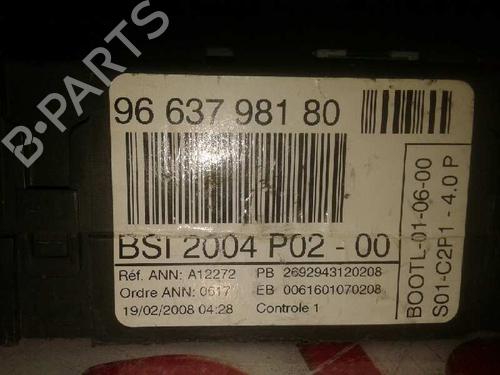 96 637 981 80
BSI 2004 P02 - 00
Réf. ANN: A12272 PB 2692943120208
Ordre ANN: 0617 EB 0061601070208
19/02/2008 04:28 Controle 1
BOOTL-01-06-00
S01-C2P1 - 4.0 P
B-PARTS